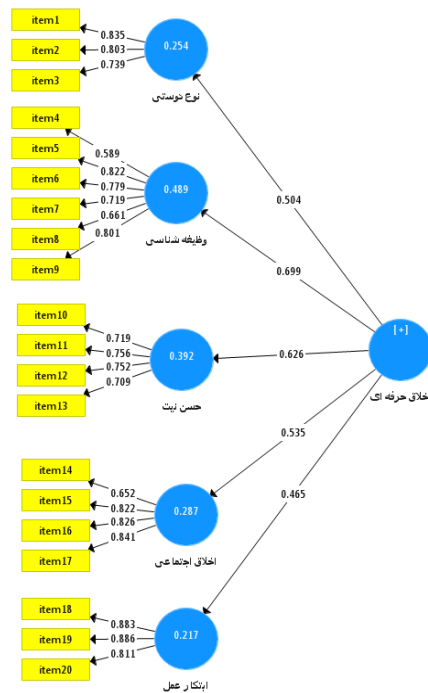 item1
0.835
item2
0.803
0.254
item3
0.739
نوع دوستی
item4
0.589
item5
0.822
item6
0.779
0.489
item7
0.719
item8
0.661
item9
0.801
وظیفه شناسی
0.504
0.699
item10
0.719
item11
0.756
0.392
item12
0.752
item13
0.709
حسن نیت
0.626
[+]
خلاق حرفه ای
item14
0.652
item15
0.822
0.287
item16
0.826
item17
0.841
اخلاق اجتماعی
0.535
0.465
item18
0.883
item19
0.886
0.217
item20
0.811
ابتکار عمل